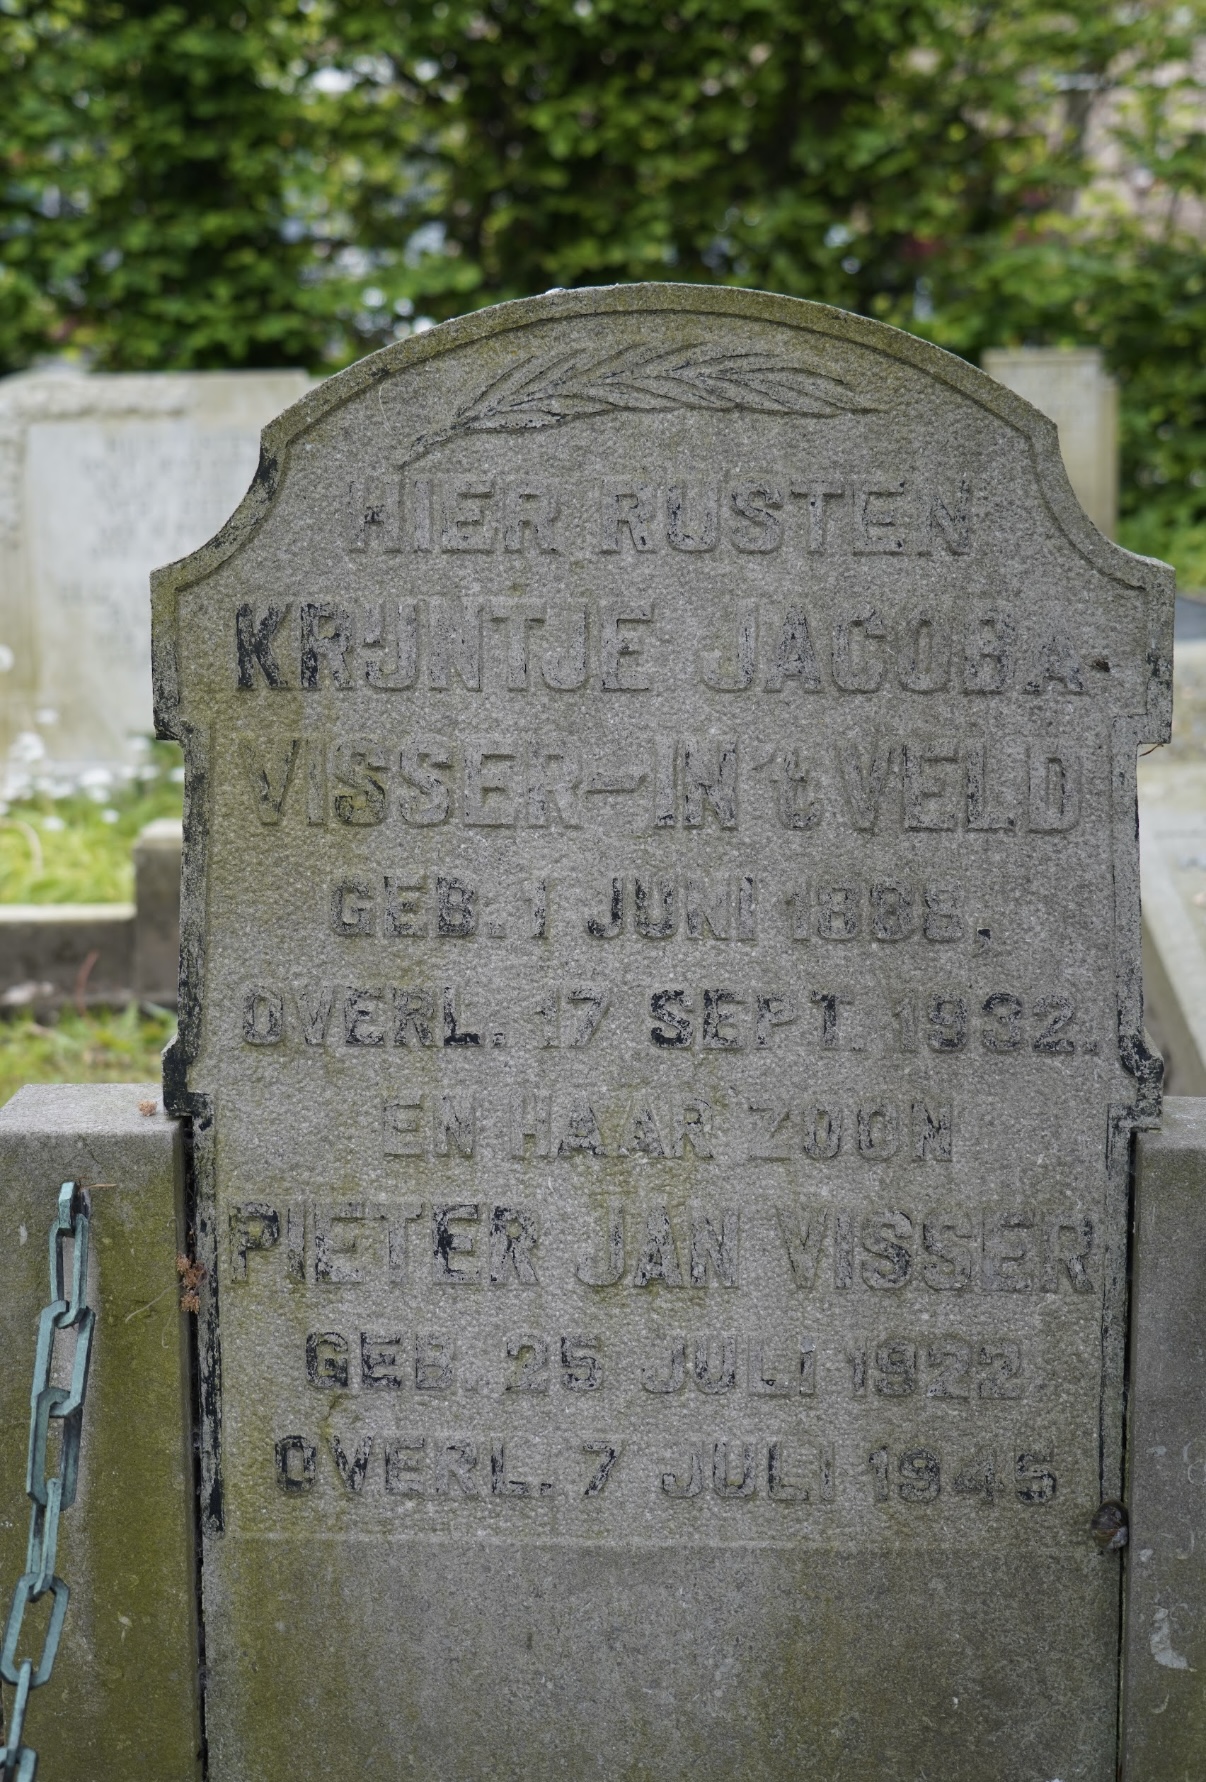 HIER RUSTEN
KRIJNTJE JACOBA-
VISSER-IN 't VELD
GEB. 1 JUNI 1898,
OVERL. 17 SEPT. 1932.
EN HAAR ZOON
PIETER JAN VISSER
GEB. 25 JULI 1922
OVERL. 7 JULI 1945